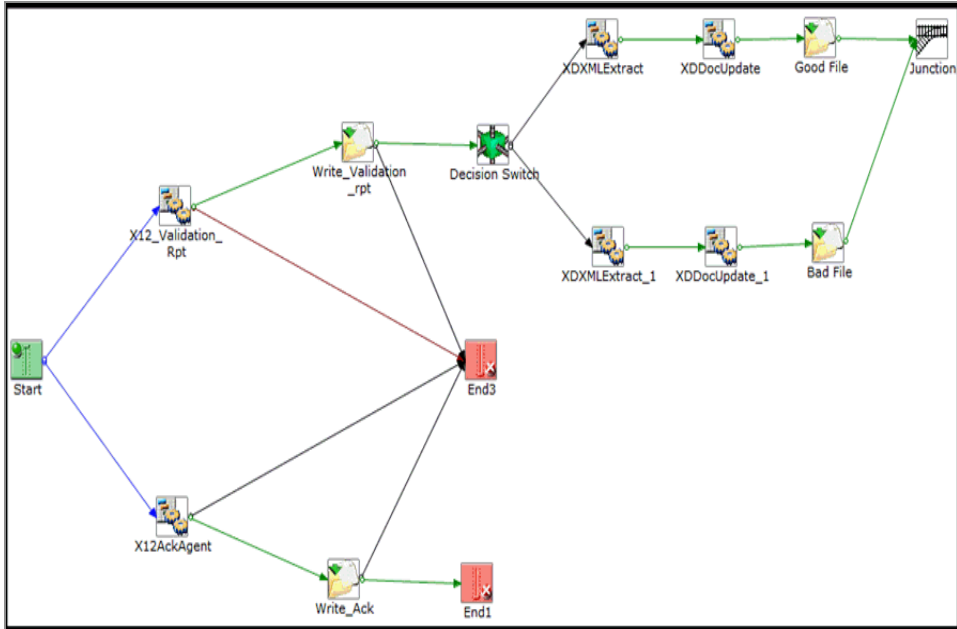 XDXMLExtract
XDDocUpdate
Good File
Junction
Write_Validation
_rpt
Decision Switch
X12_Validation_
Rpt
XDXMLExtract_1
XDDocUpdate_1
Bad File
Start
End3
X12AckAgent
Write_Ack
End1